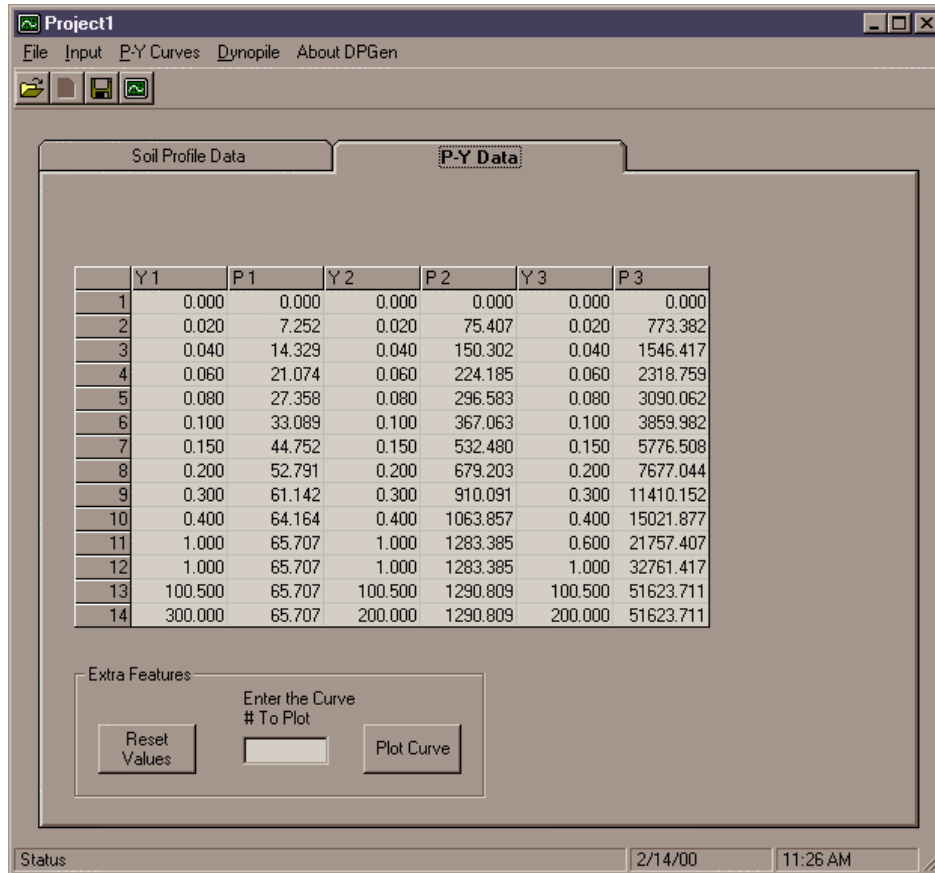 Project1
File Input P-Y Curves Dynopile About DPGen
Soil Profile Data P-Y Data
Y 1 P 1 Y 2 P 2 Y 3 P 3
1 0.000 0.000 0.000 0.000 0.000 0.000
2 0.020 7.252 0.020 75.407 0.020 773.382
3 0.040 14.329 0.040 150.302 0.040 1546.417
4 0.060 21.074 0.060 224.185 0.060 2318.759
5 0.080 27.358 0.080 296.583 0.080 3090.062
6 0.100 33.089 0.100 367.063 0.100 3859.982
7 0.150 44.752 0.150 532.480 0.150 5776.508
8 0.200 52.791 0.200 679.203 0.200 7677.044
9 0.300 61.142 0.300 910.091 0.300 11410.152
10 0.400 64.164 0.400 1063.857 0.400 15021.877
11 1.000 65.707 1.000 1283.385 0.600 21757.407
12 1.000 65.707 1.000 1283.385 1.000 32761.417
13 100.500 65.707 100.500 1290.809 100.500 51623.711
14 300.000 65.707 200.000 1290.809 200.000 51623.711
Extra Features
Enter the Curve
# To Plot
Reset
Values
Plot Curve
Status 2/14/00 11:26 AM